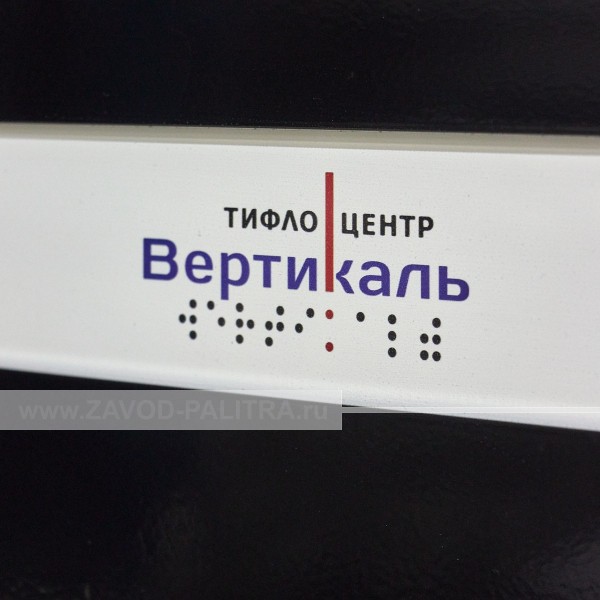 ТИФЛО ЦЕНТР
Вертикаль
⠺⠑⠗⠞⠊⠅⠁⠇⠾
www.ZAVOD-PALITRA.ru